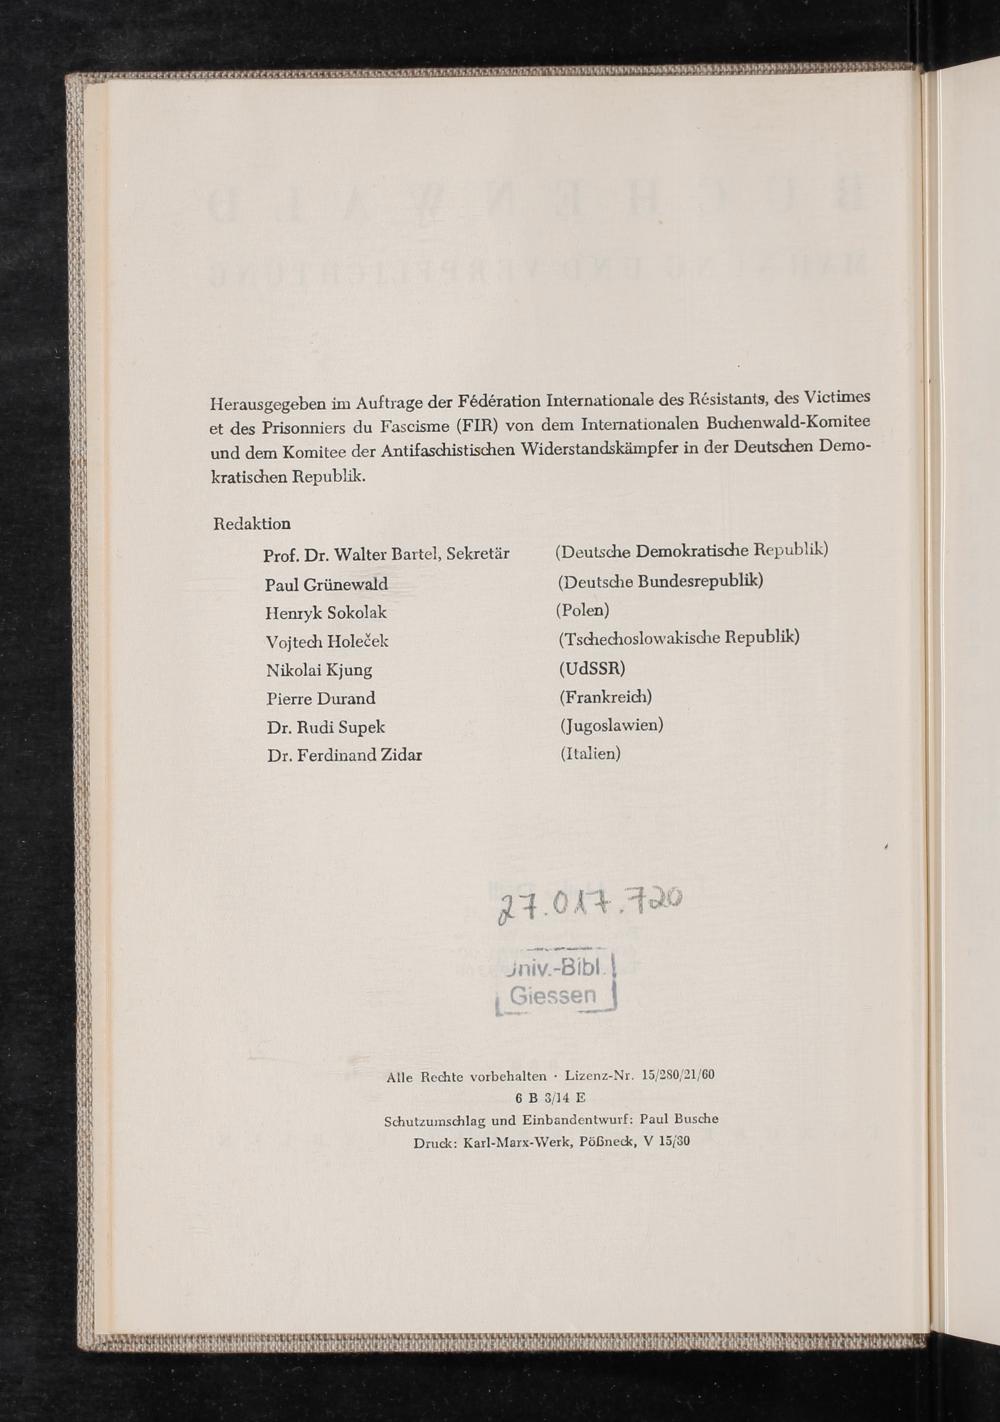 Herausgegeben im Auftrage der Fédération Internationale des Résistants, des Victimes
et des Prisonniers du Fascisme (FIR) von dem Internationalen Buchenwald-Komitee
und dem Komitee der Antifaschistischen Widerstandskämpfer in der Deutschen Demo-
kratischen Republik.
Redaktion
Prof. Dr. Walter Bartel, Sekretär (Deutsche Demokratische Republik)
Paul Grünewald (Deutsche Bundesrepublik)
Henryk Sokolak (Polen)
Vojtech Holeček (Tschechoslowakische Republik)
Nikolai Kjung (UdSSR)
Pierre Durand (Frankreich)
Dr. Rudi Supek (Jugoslawien)
Dr. Ferdinand Zidar (Italien)
27.017.720
Univ.-Bibl.
Giessen
Alle Rechte vorbehalten · Lizenz-Nr. 15/280/21/60
6 B 3/14 E
Schutzumschlag und Einbandentwurf: Paul Busche
Druck: Karl-Marx-Werk, Pößneck, V 15/30